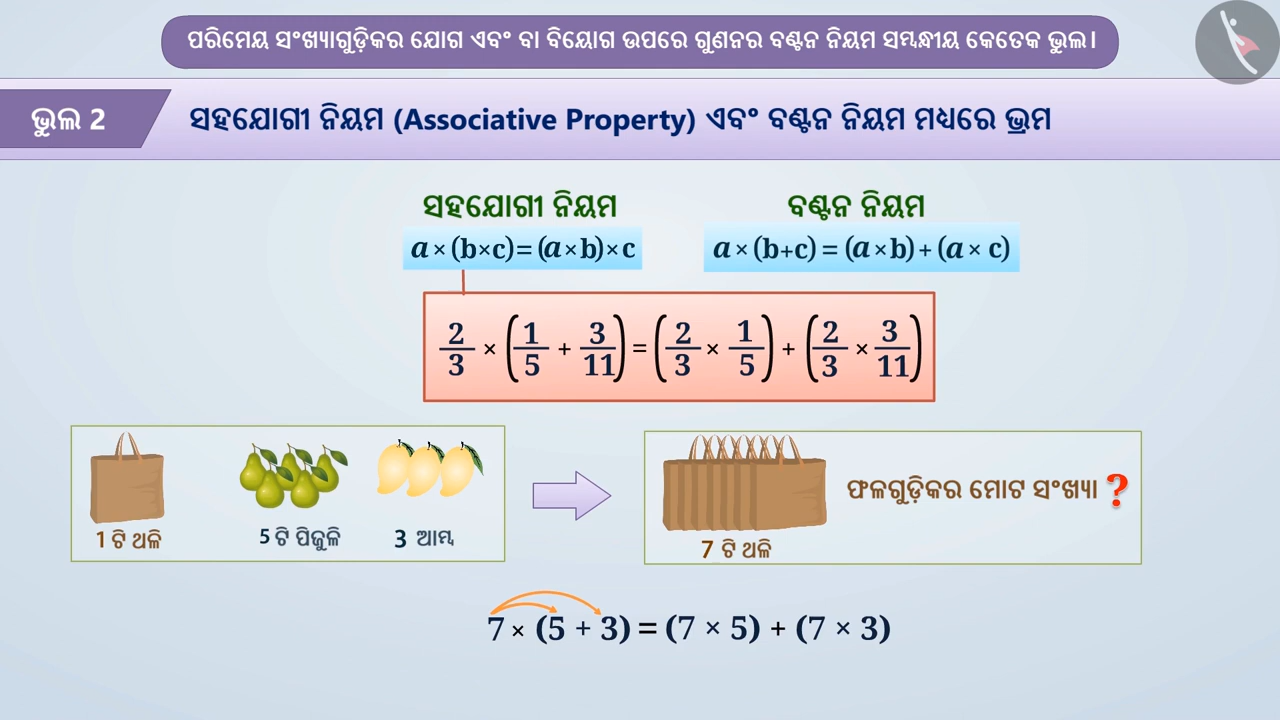 ପରିମେୟ ସଂଖ୍ୟାଗୁଡ଼ିକର ଯୋଗ ଏବଂ ବା ବିୟୋଗ ଉପରେ ଗୁଣନର ବଣ୍ଟନ ନିୟମ ସମ୍ବନ୍ଧୀୟ କେତେକ ଭୁଲ।
ଭୁଲ 2
ସହଯୋଗୀ ନିୟମ (Associative Property) ଏବଂ ବଣ୍ଟନ ନିୟମ ମଧ୍ୟରେ ଭ୍ରମ
ସହଯୋଗୀ ନିୟମ
ବଣ୍ଟନ ନିୟମ
a × (b×c) = (a×b)×c
a × (b+c) = (a×b) + (a × c)
2/3 × (1/5 + 3/11) = (2/3 × 1/5) + (2/3 × 3/11)
1 ଟି ଥଳି
5 ଟି ପିଜୁଳି
3 ଆମ୍ବ
7 ଟି ଥଳି
ଫଳଗୁଡ଼ିକର ମୋଟ ସଂଖ୍ୟା ?
7 × (5 + 3) = (7 × 5) + (7 × 3)